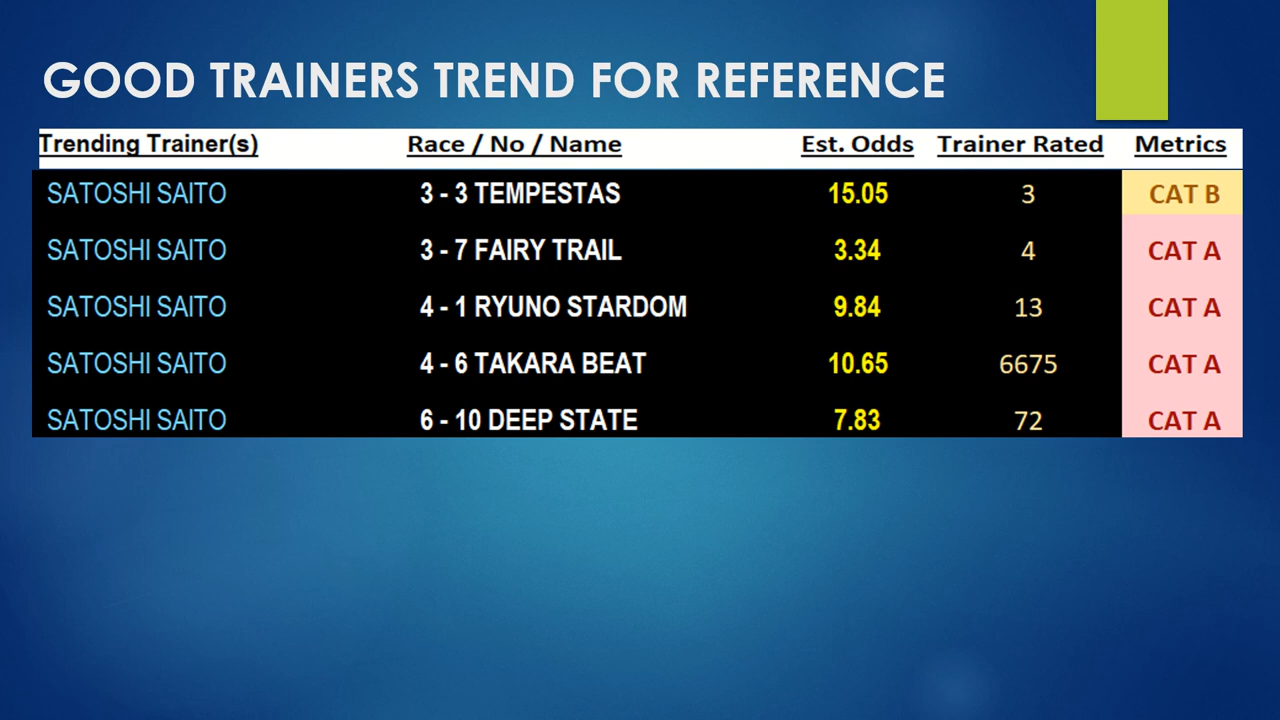 GOOD TRAINERS TREND FOR REFERENCE
Trending Trainer(s) Race / No / Name Est. Odds Trainer Rated Metrics
SATOSHI SAITO 3 - 3 TEMPESTAS 15.05 3 CAT B
SATOSHI SAITO 3 - 7 FAIRY TRAIL 3.34 4 CAT A
SATOSHI SAITO 4 - 1 RYUNO STARDOM 9.84 13 CAT A
SATOSHI SAITO 4 - 6 TAKARA BEAT 10.65 6675 CAT A
SATOSHI SAITO 6 - 10 DEEP STATE 7.83 72 CAT A